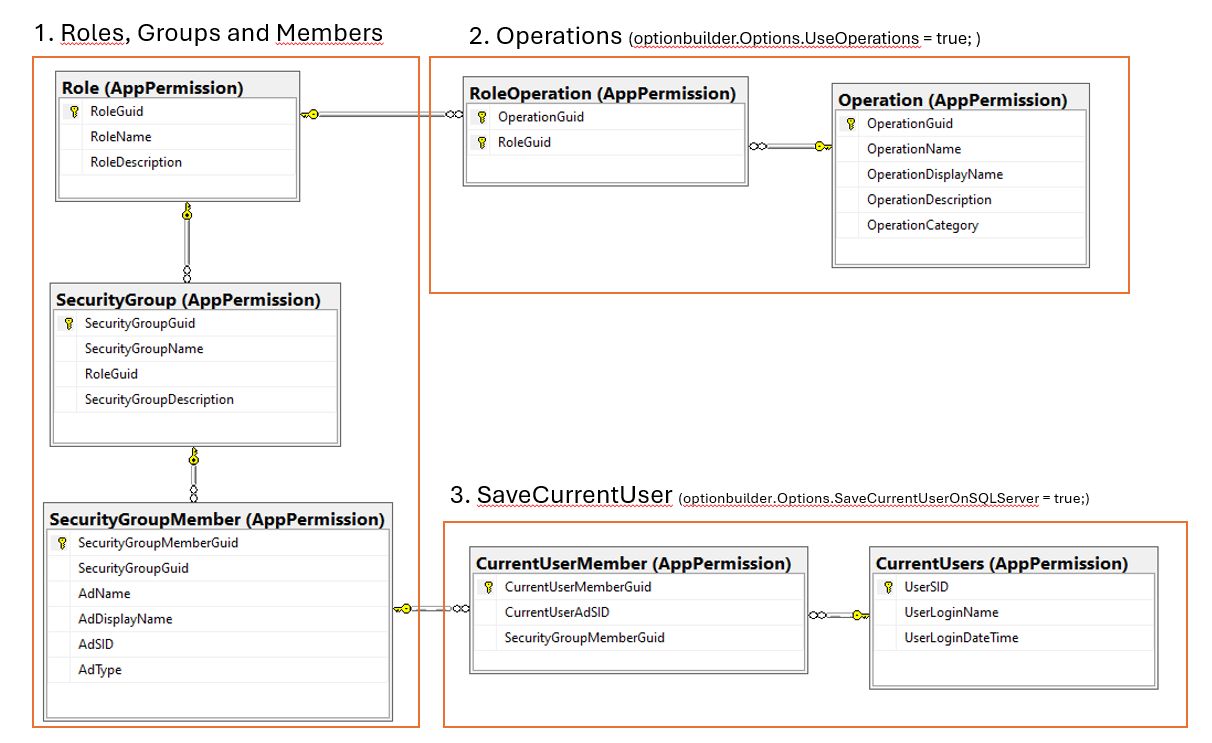 1. Roles, Groups and Members
2. Operations (optionbuilder.Options.UseOperations = true; )
Role (AppPermission)
RoleGuid
RoleName
RoleDescription
RoleOperation (AppPermission)
OperationGuid
RoleGuid
Operation (AppPermission)
OperationGuid
OperationName
OperationDisplayName
OperationDescription
OperationCategory
SecurityGroup (AppPermission)
SecurityGroupGuid
SecurityGroupName
RoleGuid
SecurityGroupDescription
3. SaveCurrentUser (optionbuilder.Options.SaveCurrentUserOnSQLServer = true;)
SecurityGroupMember (AppPermission)
SecurityGroupMemberGuid
SecurityGroupGuid
AdName
AdDisplayName
AdSID
AdType
CurrentUserMember (AppPermission)
CurrentUserMemberGuid
CurrentUserAdSID
SecurityGroupMemberGuid
CurrentUsers (AppPermission)
UserSID
UserLoginName
UserLoginDateTime